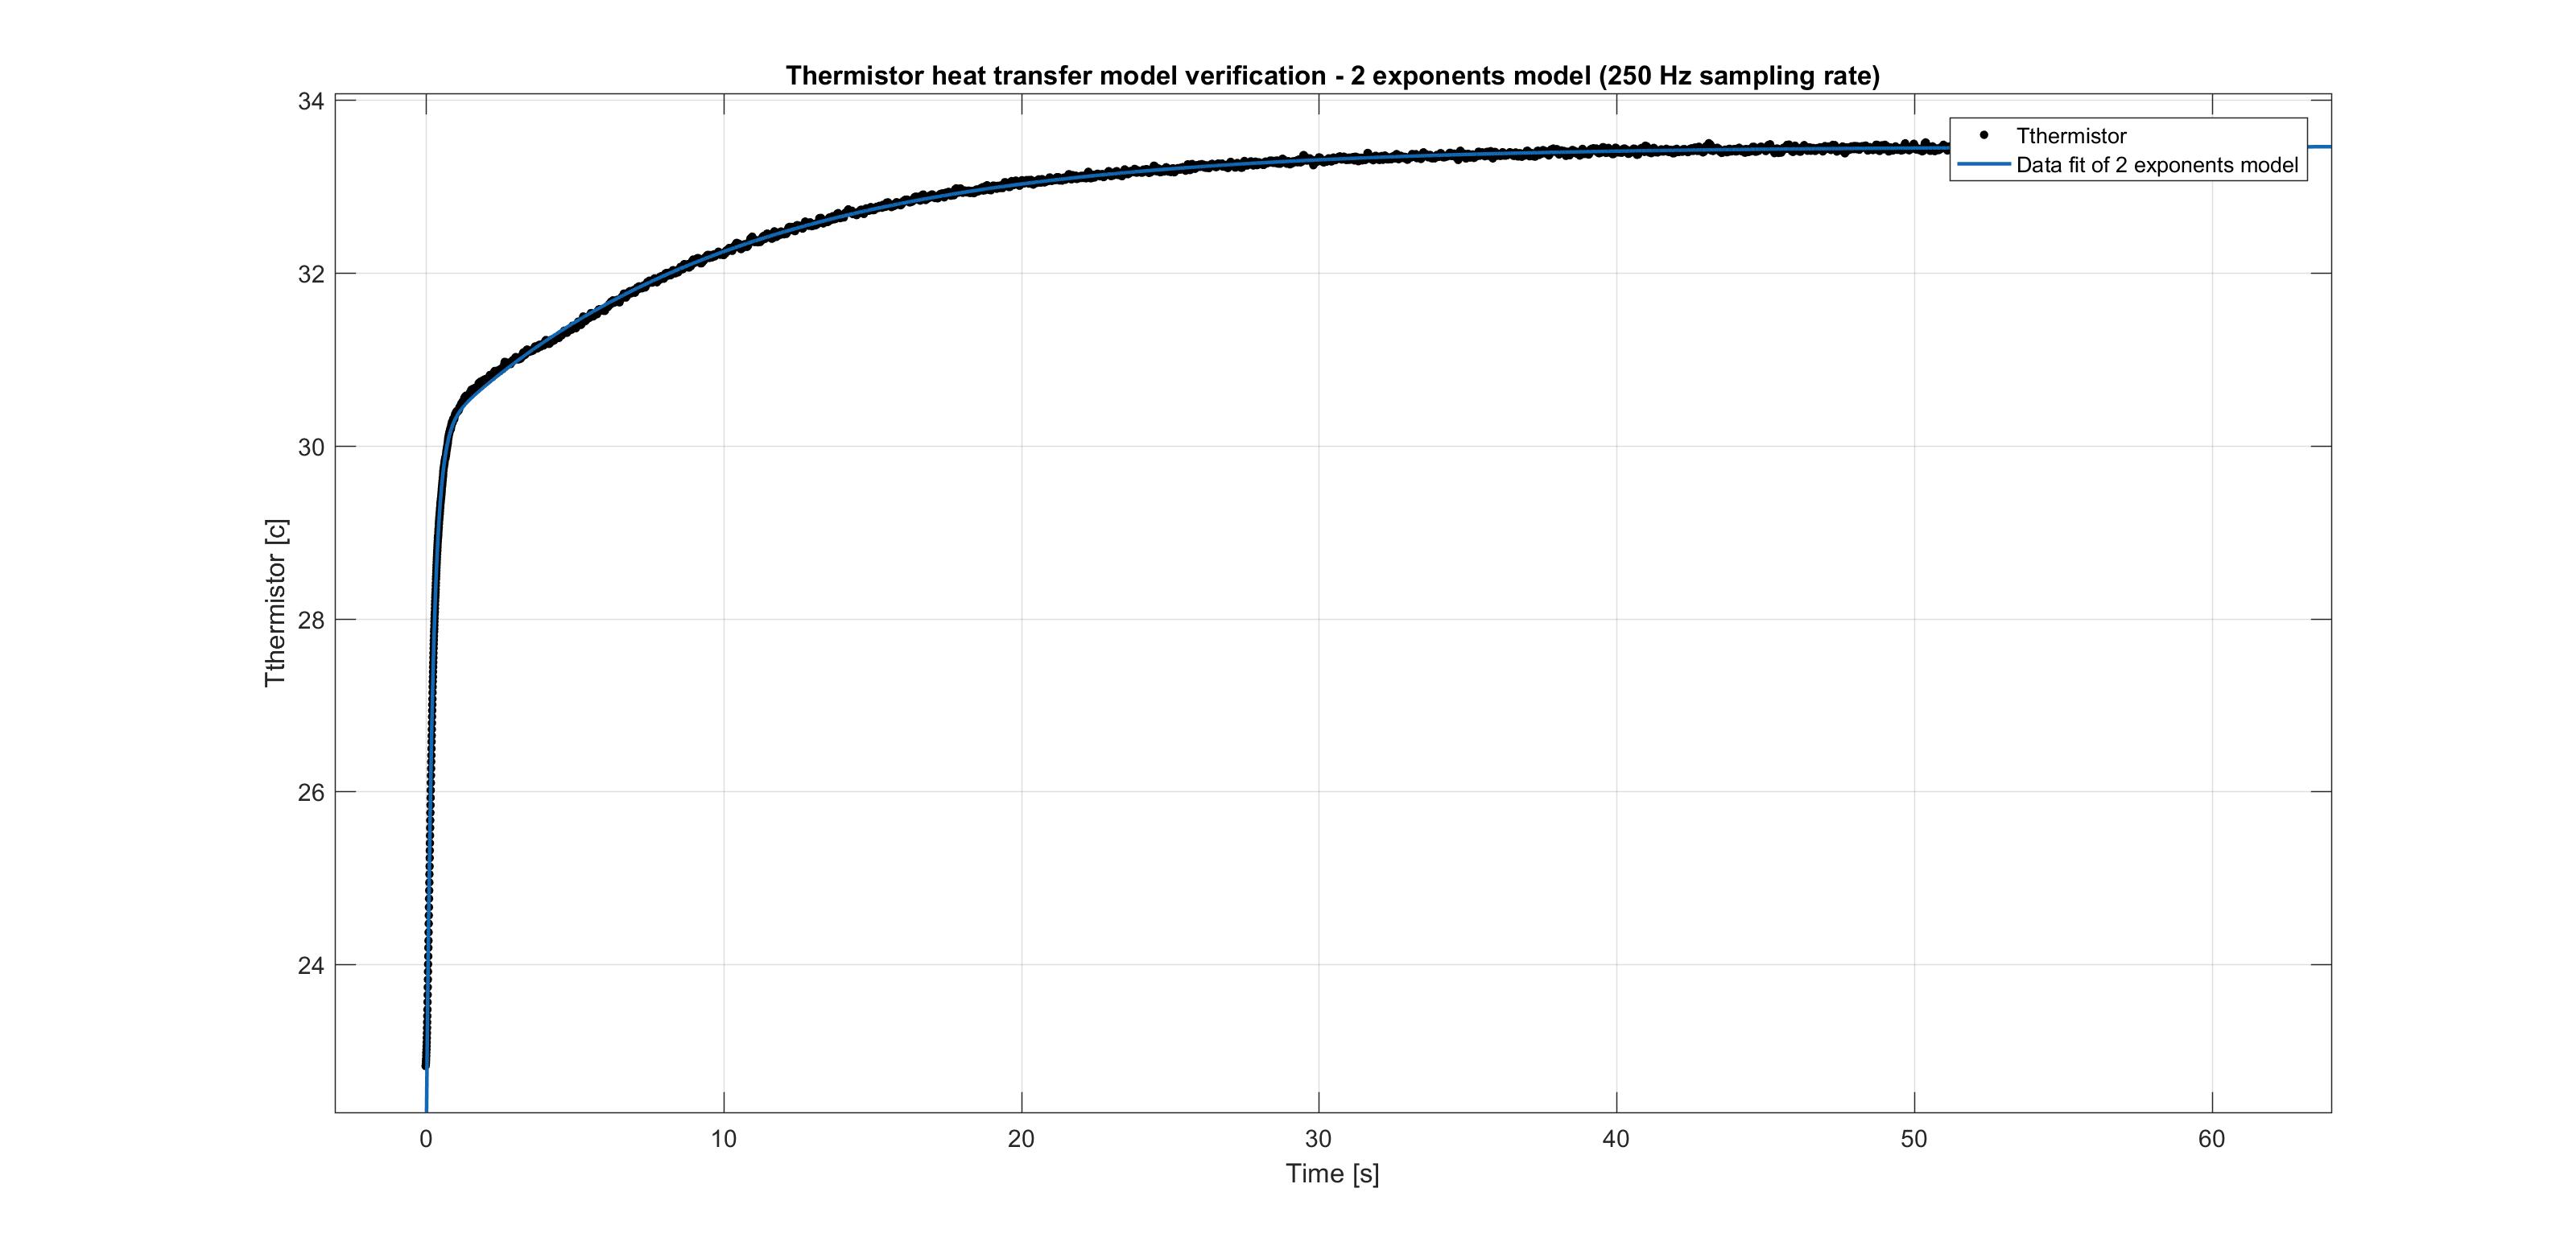 Thermistor heat transfer model verification - 2 exponents model (250 Hz sampling rate)
34
32
30
28
26
24
Tthermistor [c]
Tthermistor
Data fit of 2 exponents model
0 10 20 30 40 50 60
Time [s]